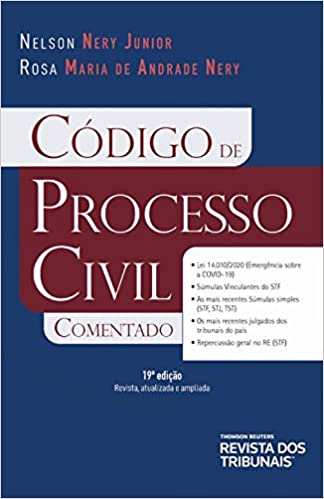 NELSON NERY JUNIOR
ROSA MARIA DE ANDRADE NERY
CÓDIGO DE
PROCESSO
CIVIL
COMENTADO
• Lei 14.010/2020 (Emergência sobre
a COVID-19)
• Súmulas Vinculantes do STF
• As mais recentes Súmulas simples
(STF, STJ, TST)
• Os mais recentes julgados dos
tribunais do país
• Repercussão geral no RE (STF)
19ª edição
Revista, atualizada e ampliada
THOMSON REUTERS
REVISTA DOS
TRIBUNAIS™